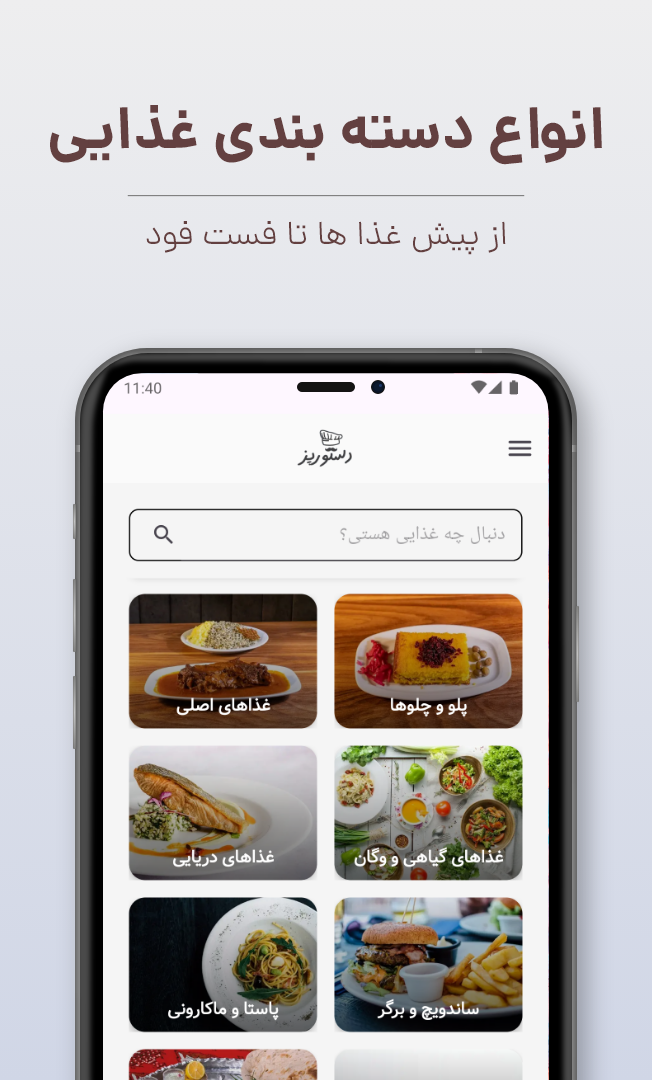 انواع دسته بندی غذایی
از پیش غذا ها تا فست فود
11:40
دستوریز
دنبال چه غذایی هستی؟
پلو و چلوها
غذاهای اصلی
غذاهای گیاهی و وگان
غذاهای دریایی
ساندویچ و برگر
پاستا و ماکارونی